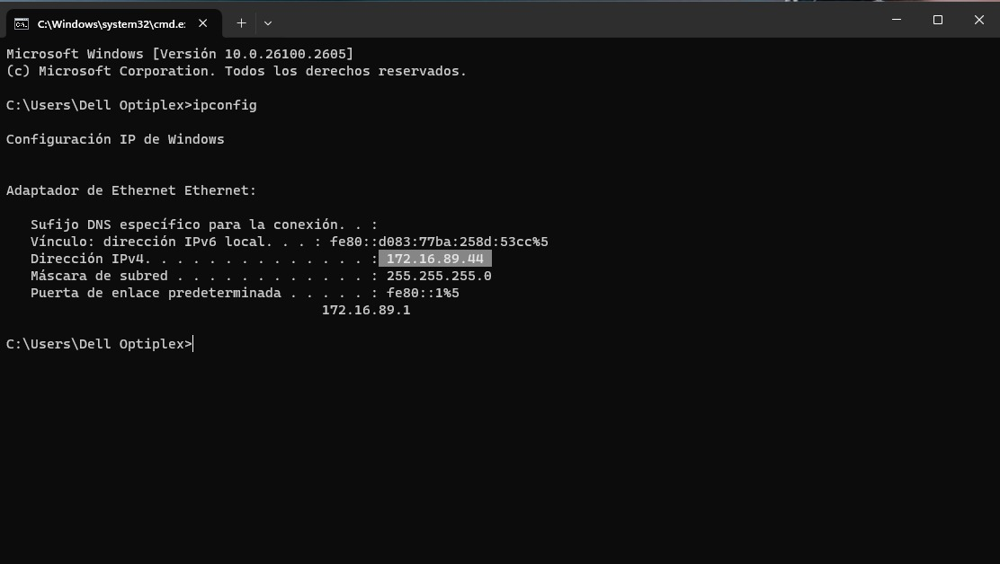 C:\Windows\system32\cmd.e:
Microsoft Windows [Versión 10.0.26100.2605]
(c) Microsoft Corporation. Todos los derechos reservados.
C:\Users\Dell Optiplex>ipconfig
Configuración IP de Windows
Adaptador de Ethernet Ethernet:
Sufijo DNS específico para la conexión. . :
Vínculo: dirección IPv6 local. . . : fe80::d083:77ba:258d:53cc%5
Dirección IPv4. . . . . . . . . . . . . . : 172.16.89.44
Máscara de subred . . . . . . . . . . . . : 255.255.255.0
Puerta de enlace predeterminada . . . . . : fe80::1%5
172.16.89.1
C:\Users\Dell Optiplex>